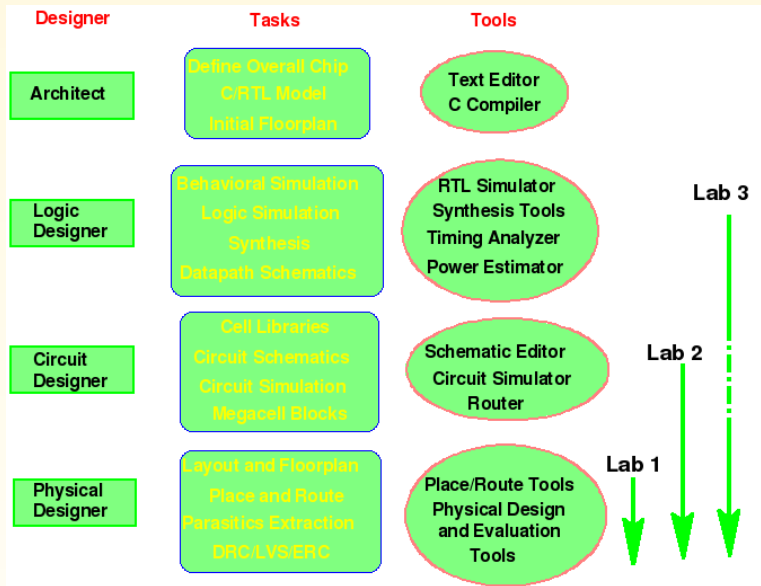 Designer
Tasks
Tools
Architect
Define Overall Chip
C/RTL Model
Initial Floorplan
Text Editor
C Compiler
Logic
Designer
Behavioral Simulation
Logic Simulation
Synthesis
Datapath Schematics
RTL Simulator
Synthesis Tools
Timing Analyzer
Power Estimator
Lab 3
Circuit
Designer
Cell Libraries
Circuit Schematics
Circuit Simulation
Megacell Blocks
Schematic Editor
Circuit Simulator
Router
Lab 2
Physical
Designer
Layout and Floorplan
Place and Route
Parasitics Extraction
DRC/LVS/ERC
Place/Route Tools
Physical Design
and Evaluation
Tools
Lab 1